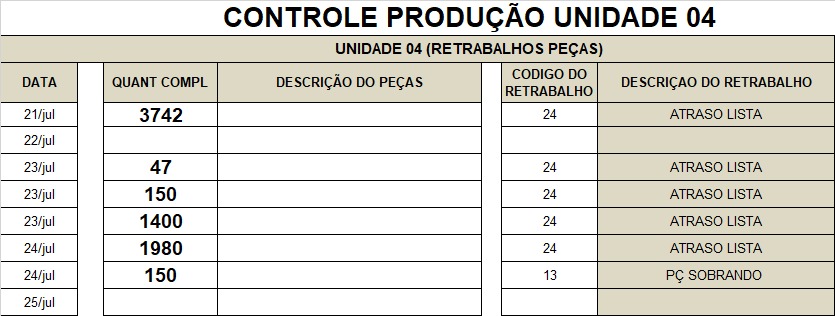 CONTROLE PRODUÇÃO UNIDADE 04
UNIDADE 04 (RETRABALHOS PEÇAS)
DATA QUANT COMPL DESCRIÇÃO DO PEÇAS CODIGO DO RETRABALHO DESCRIÇAO DO RETRABALHO
21/jul 3742 24 ATRASO LISTA
22/jul
23/jul 47 24 ATRASO LISTA
23/jul 150 24 ATRASO LISTA
23/jul 1400 24 ATRASO LISTA
24/jul 1980 24 ATRASO LISTA
24/jul 150 13 PÇ SOBRANDO
25/jul